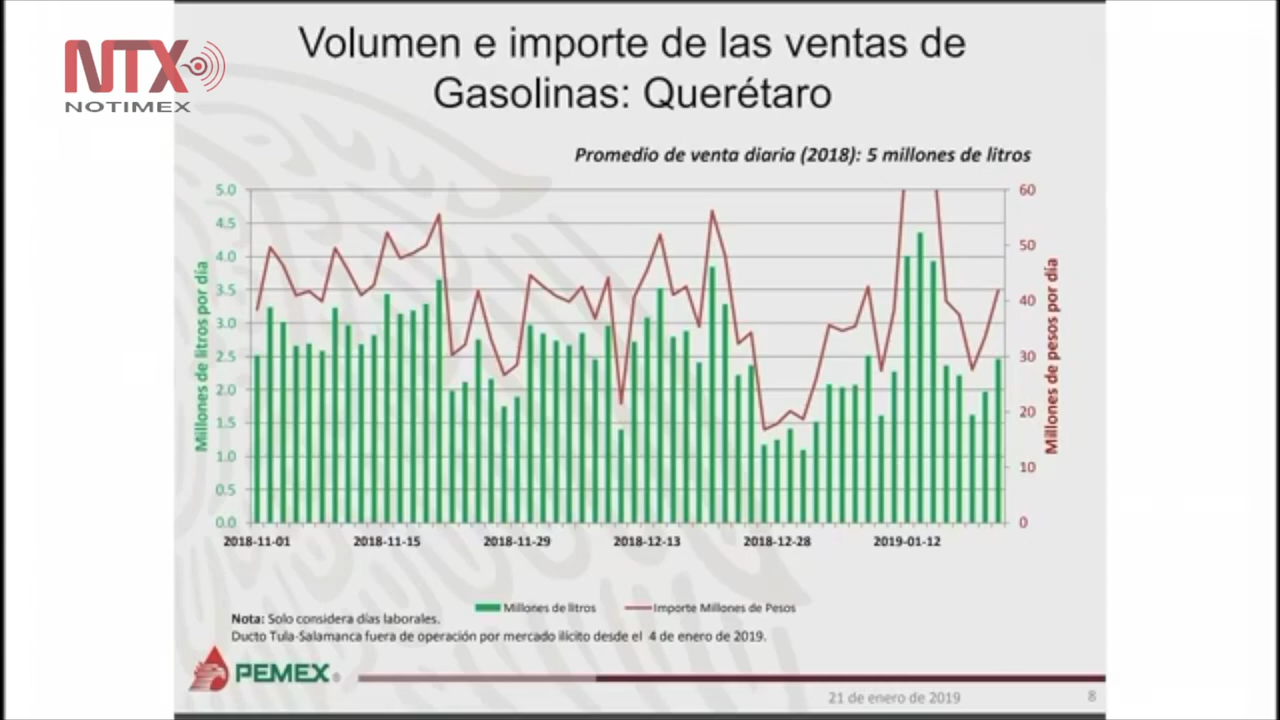 NTX
NOTIMEX
Volumen e importe de las ventas de
Gasolinas: Querétaro
Promedio de venta diaria (2018): 5 millones de litros
Millones de litros por día
5.0
4.5
4.0
3.5
3.0
2.5
2.0
1.5
1.0
0.5
0.0
60
50
40
30
20
10
0
Millones de pesos por día
2018-11-01 2018-11-15 2018-11-29 2018-12-13 2018-12-28 2019-01-12
Millones de litros Importe Millones de Pesos
Nota: Solo considera días laborales.
Ducto Tula-Salamanca fuera de operación por mercado ilícito desde el 4 de enero de 2019.
PEMEX®
21 de enero de 2019 8